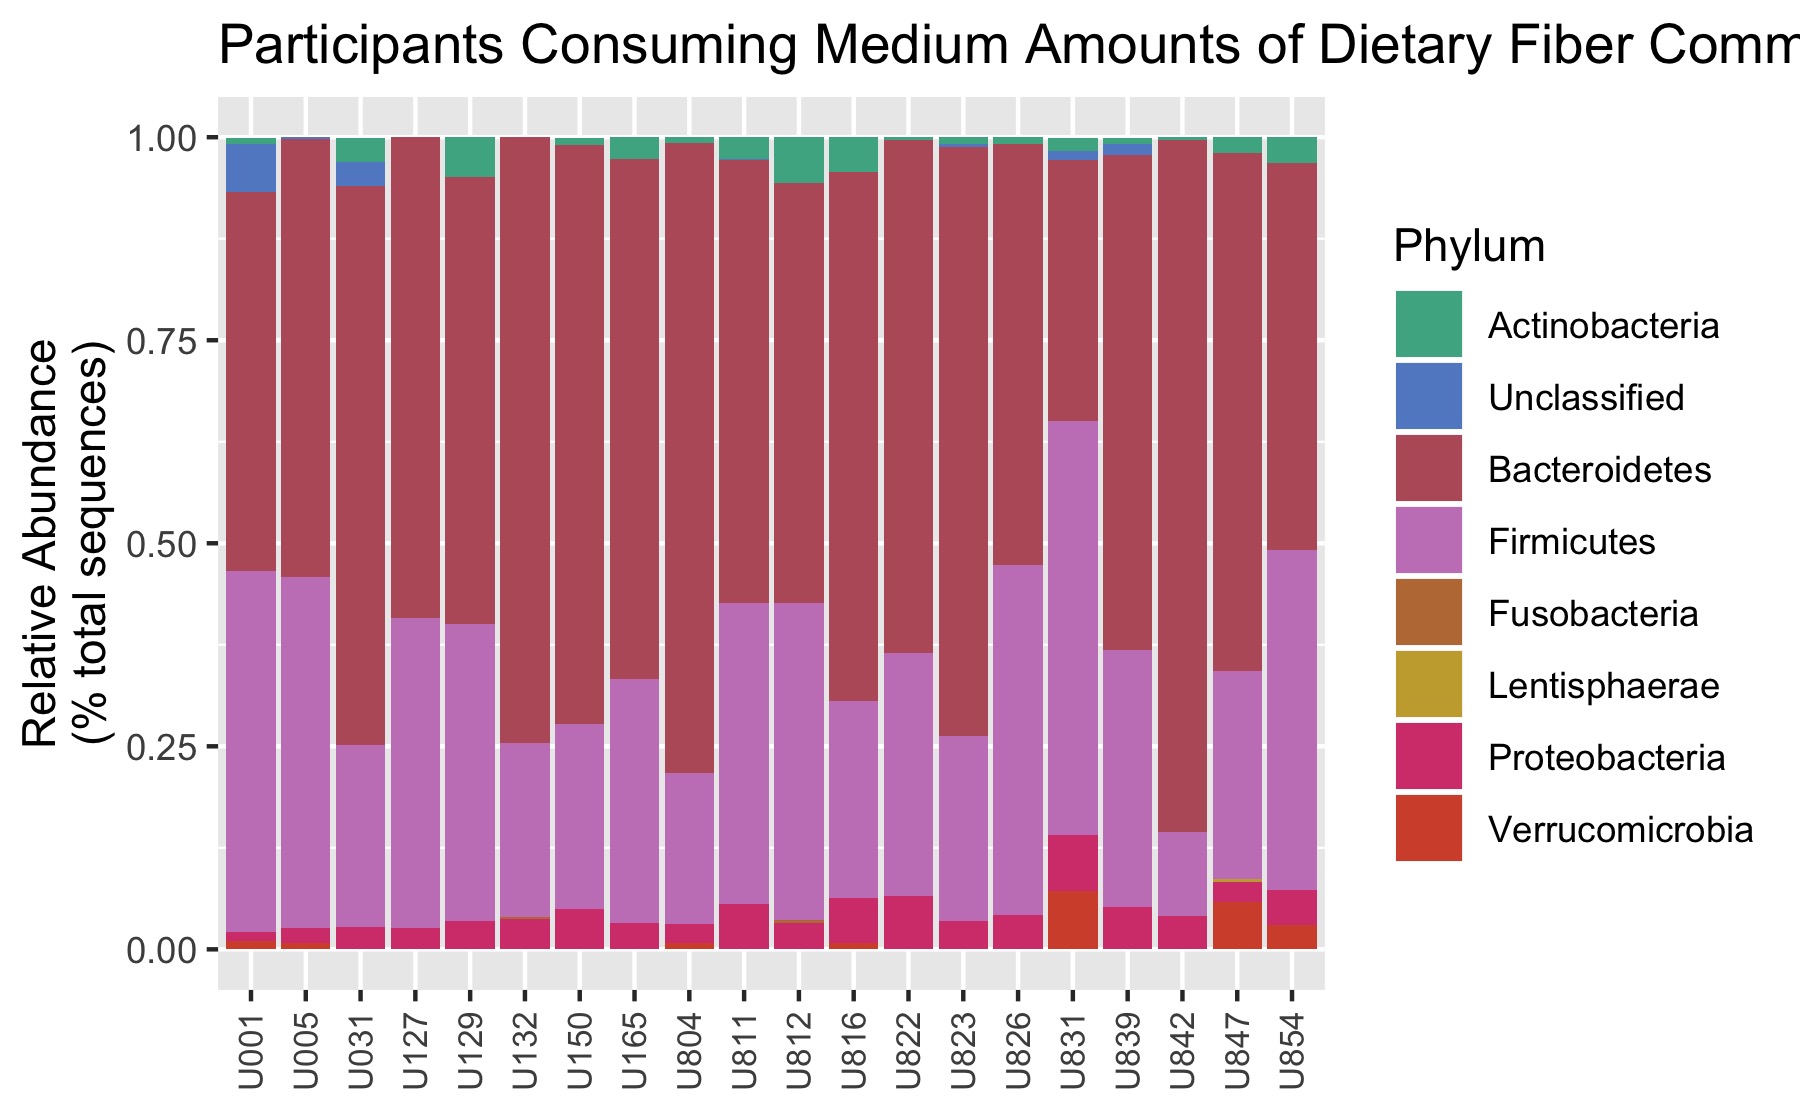 Participants Consuming Medium Amounts of Dietary Fiber Comm
Relative Abundance
(% total sequences)
1.00
0.75
0.50
0.25
0.00
U001
U005
U031
U127
U129
U132
U150
U165
U804
U811
U812
U816
U822
U823
U826
U831
U839
U842
U847
U854
Phylum
Actinobacteria
Unclassified
Bacteroidetes
Firmicutes
Fusobacteria
Lentisphaerae
Proteobacteria
Verrucomicrobia